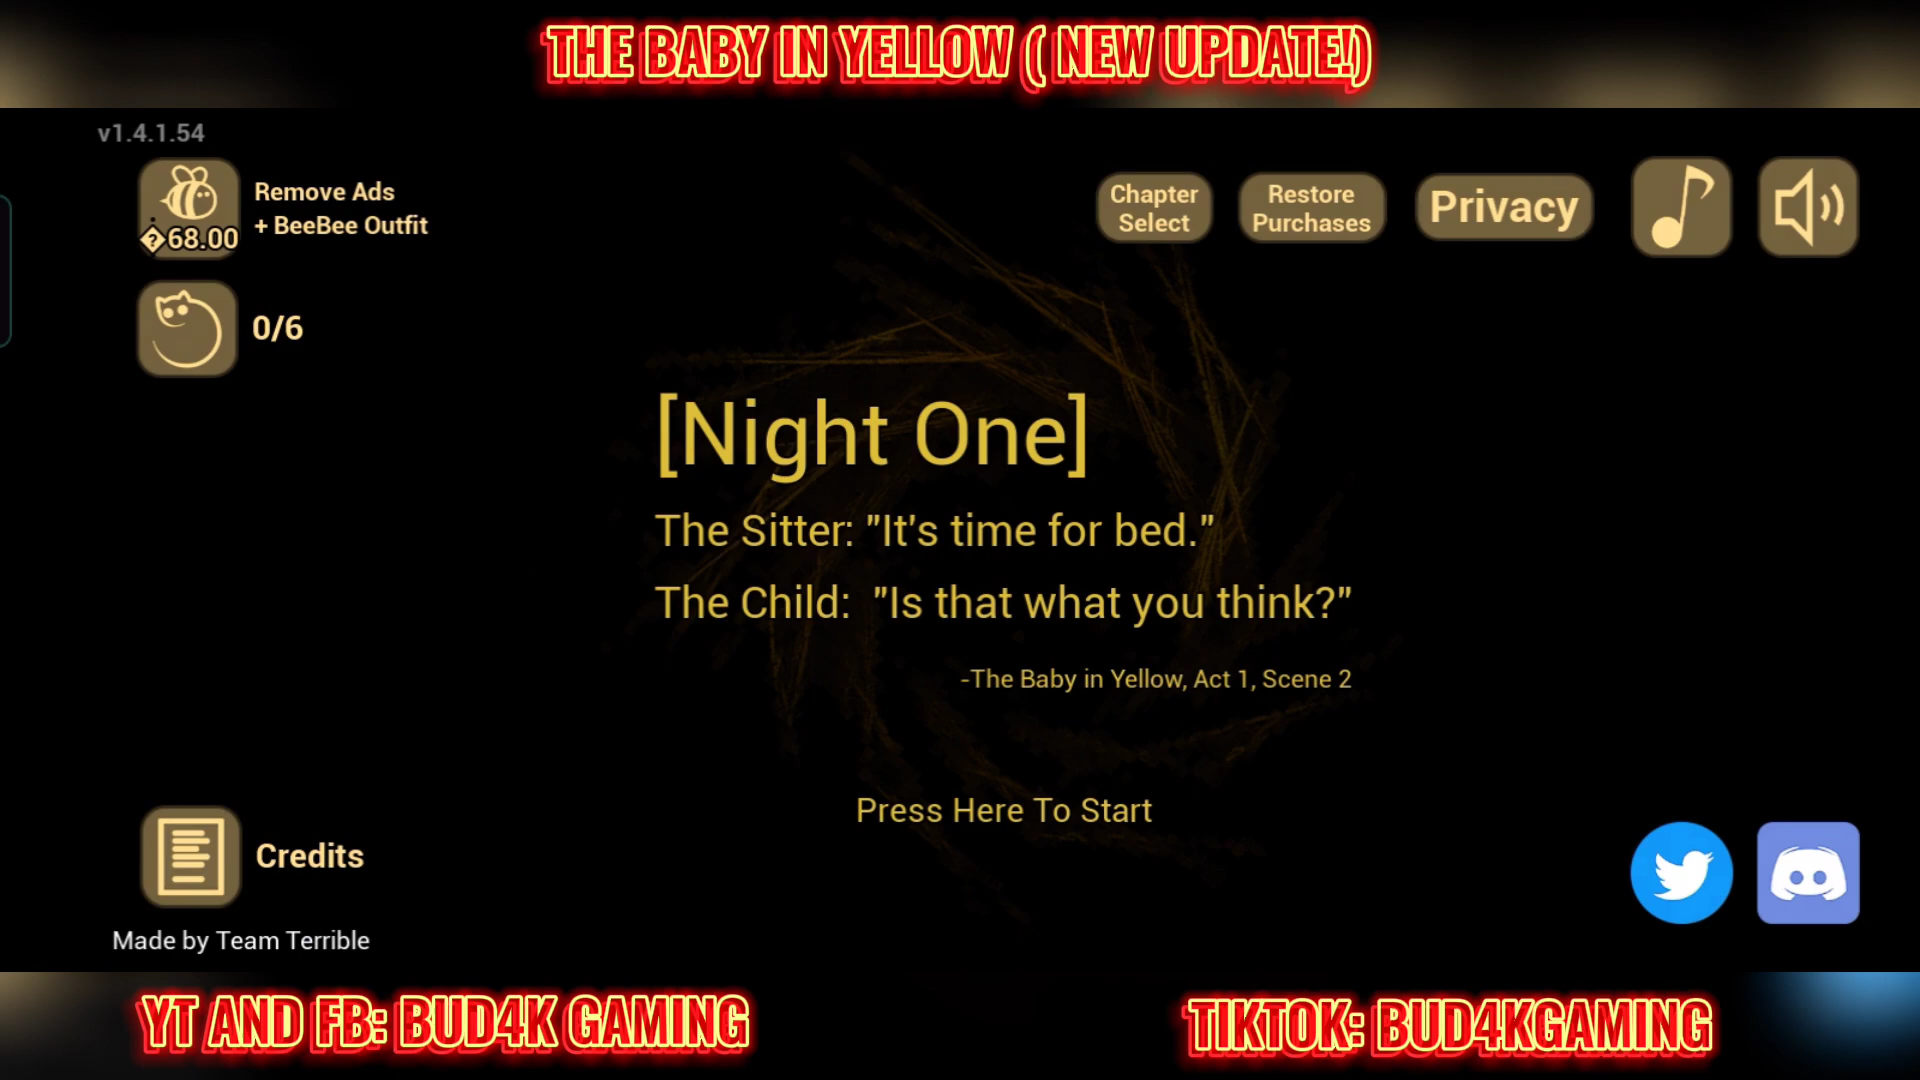 THE BABY IN YELLOW ( NEW UPDATE!)
v1.4.1.54
Remove Ads
+ BeeBee Outfit
68.00
0/6
Chapter
Select
Restore
Purchases
Privacy
[Night One]
The Sitter: "It's time for bed."
The Child:  "Is that what you think?"
-The Baby in Yellow, Act 1, Scene 2
Press Here To Start
Credits
Made by Team Terrible
YT AND FB: BUD4K GAMING
TIKTOK: BUD4KGAMING